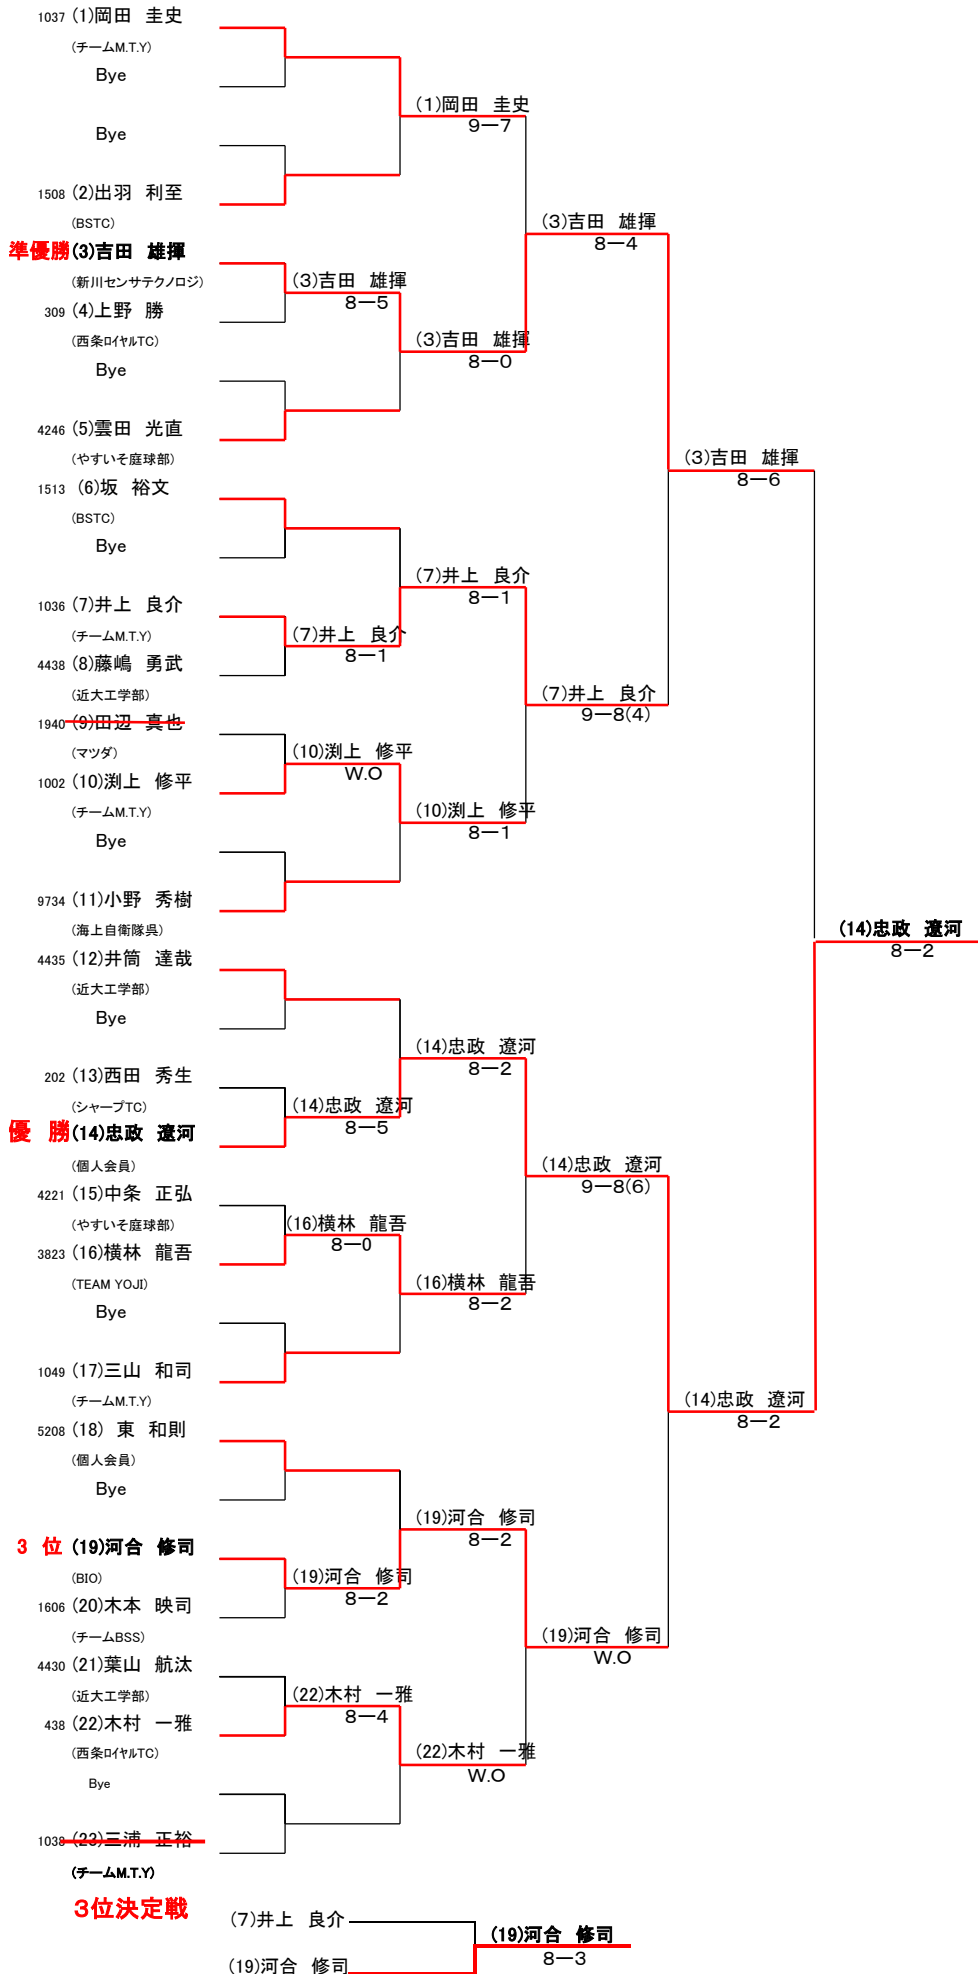 1037 (1)岡田 圭史
(チームM.T.Y)
Bye
(1)岡田 圭史
9－7
Bye
1508 (2)出羽 利至
(BSTC)
(3)吉田 雄揮
8－4
準優勝 (3)吉田 雄揮
(新川センサテクノロジ)
(3)吉田 雄揮
8－5
309 (4)上野 勝
(西条ロイヤルTC)
(3)吉田 雄揮
8－0
Bye
4246 (5)雲田 光直
(やすいそ庭球部)
(3)吉田 雄揮
8－6
1513 (6)坂 裕文
(BSTC)
Bye
(7)井上 良介
8－1
1036 (7)井上 良介
(チームM.T.Y)
(7)井上 良介
8－1
4438 (8)藤嶋 勇武
(近大工学部)
(7)井上 良介
9－8(4)
1940 (9)田辺 真也
(マツダ)
(10)渕上 修平
W.O
1002 (10)渕上 修平
(チームM.T.Y)
(10)渕上 修平
8－1
Bye
9734 (11)小野 秀樹
(海上自衛隊呉)
(14)忠政 遼河
8－2
4435 (12)井筒 達哉
(近大工学部)
Bye
(14)忠政 遼河
8－2
202 (13)西田 秀生
(シャープTC)
(14)忠政 遼河
8－5
優 勝 (14)忠政 遼河
(個人会員)
(14)忠政 遼河
9－8(6)
4221 (15)中条 正弘
(やすいそ庭球部)
(16)横林 龍吾
8－0
3823 (16)横林 龍吾
(TEAM YOJI)
(16)横林 龍吾
8－2
Bye
1049 (17)三山 和司
(チームM.T.Y)
(14)忠政 遼河
8－2
5208 (18) 東 和則
(個人会員)
Bye
(19)河合 修司
8－2
3 位 (19)河合 修司
(BIO)
(19)河合 修司
8－2
1606 (20)木本 映司
(チームBSS)
(19)河合 修司
W.O
4430 (21)葉山 航汰
(近大工学部)
(22)木村 一雅
8－4
438 (22)木村 一雅
(西条ロイヤルTC)
(22)木村 一雅
W.O
Bye
1038 (23)三浦 正裕
(チームM.T.Y)
3位決定戦
(7)井上 良介
(19)河合 修司
8－3
(19)河合 修司